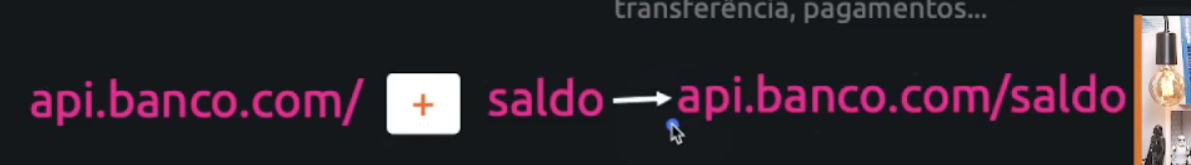 transferência, pagamentos...
api.banco.com/ + saldo → api.banco.com/saldo